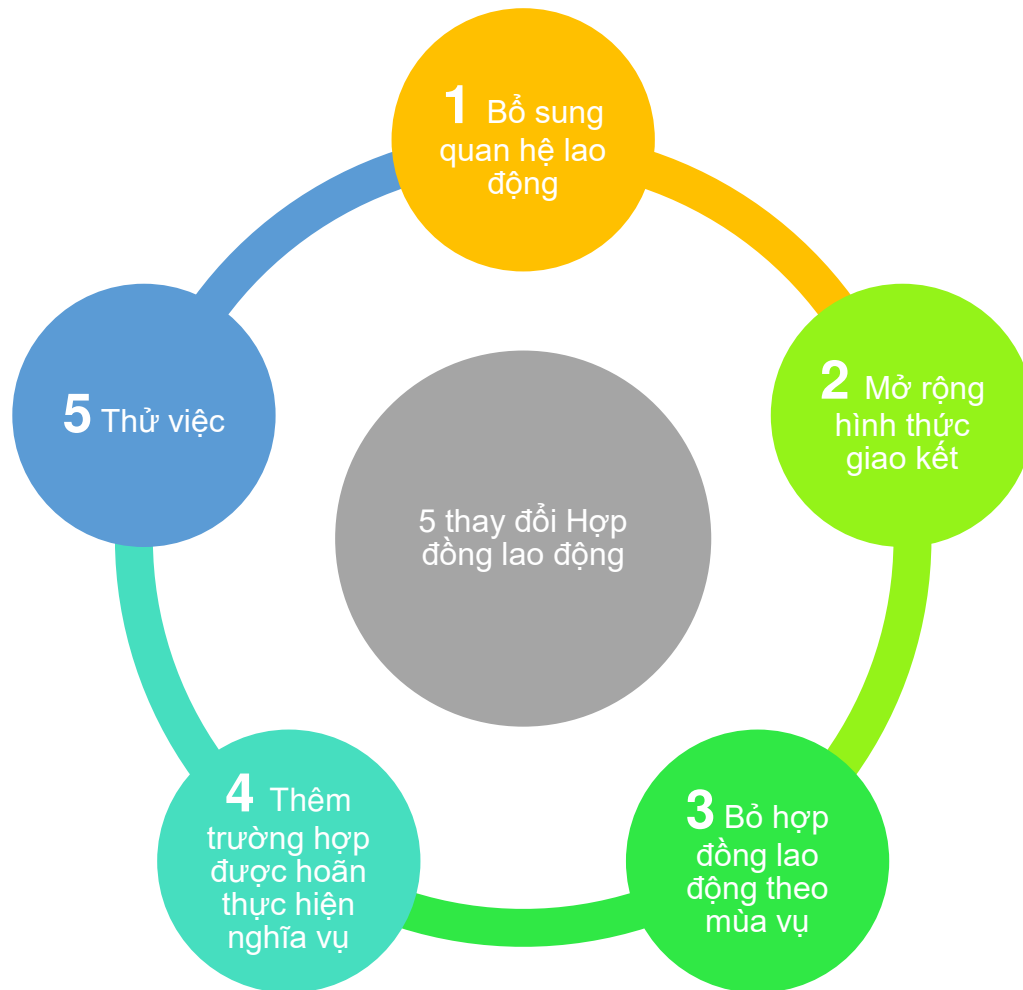 1 Bổ sung
quan hệ lao
động
2 Mở rộng
hình thức
giao kết
5 Thử việc
5 thay đổi Hợp
đồng lao động
4 Thêm
trường hợp
được hoãn
thực hiện
nghĩa vụ
3 Bỏ hợp
đồng lao
động theo
mùa vụ